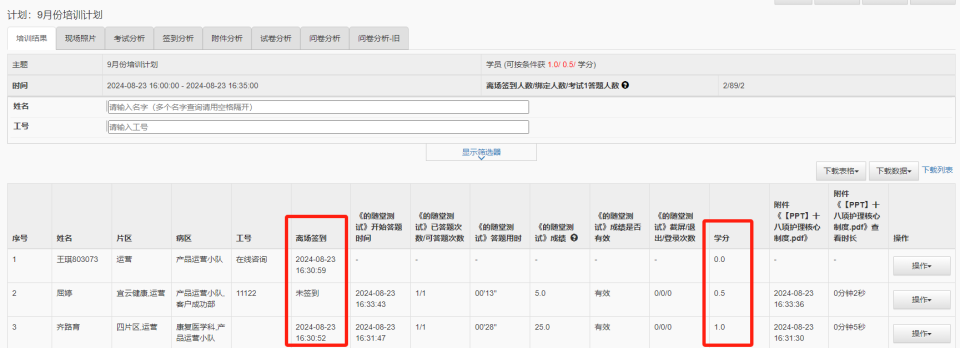 计划：9月份培训计划
培训结果 现场照片 考试分析 签到分析 附件分析 试卷分析 问卷分析 问卷分析-旧
主题 9月份培训计划 学员 (可按条件获 1.0/ 0.5/ 学分)
时间 2024-08-23 16:00:00 - 2024-08-23 16:35:00 离场签到人数/绑定人数/考试1答题人数 2/89/2
姓名 请输入名字（多个名字查询请用空格隔开）
工号 请输入工号
显示筛选器
下载表格 下载数据 下载列表
序号 姓名 片区 病区 工号 离场签到 《的随堂测试》开始答题时间 《的随堂测试》已答题次数/可答题次数 《的随堂测试》答题用时 《的随堂测试》成绩 《的随堂测试》成绩是否有效 《的随堂测试》截屏/退出/登录次数 学分 附件《【PPT】十八项护理核心制度.pdf》 附件《【PPT】十八项护理核心制度.pdf》查看时长 操作
1 王琪803073 运营 产品运营小队 在线咨询 2024-08-23 16:30:59 - - - - - - 0.0 - - 操作
2 屈婷 宜云健康,运营 产品运营小队,客户成功部 11122 未签到 2024-08-23 16:33:43 1/1 00'13" 5.0 有效 0/0/0 0.5 2024-08-23 16:33:36 0分钟2秒 操作
3 齐路育 四片区,运营 康复医学科,产品运营小队 2024-08-23 16:30:52 2024-08-23 16:31:47 1/1 00'28" 25.0 有效 0/0/0 1.0 2024-08-23 16:31:30 0分钟5秒 操作